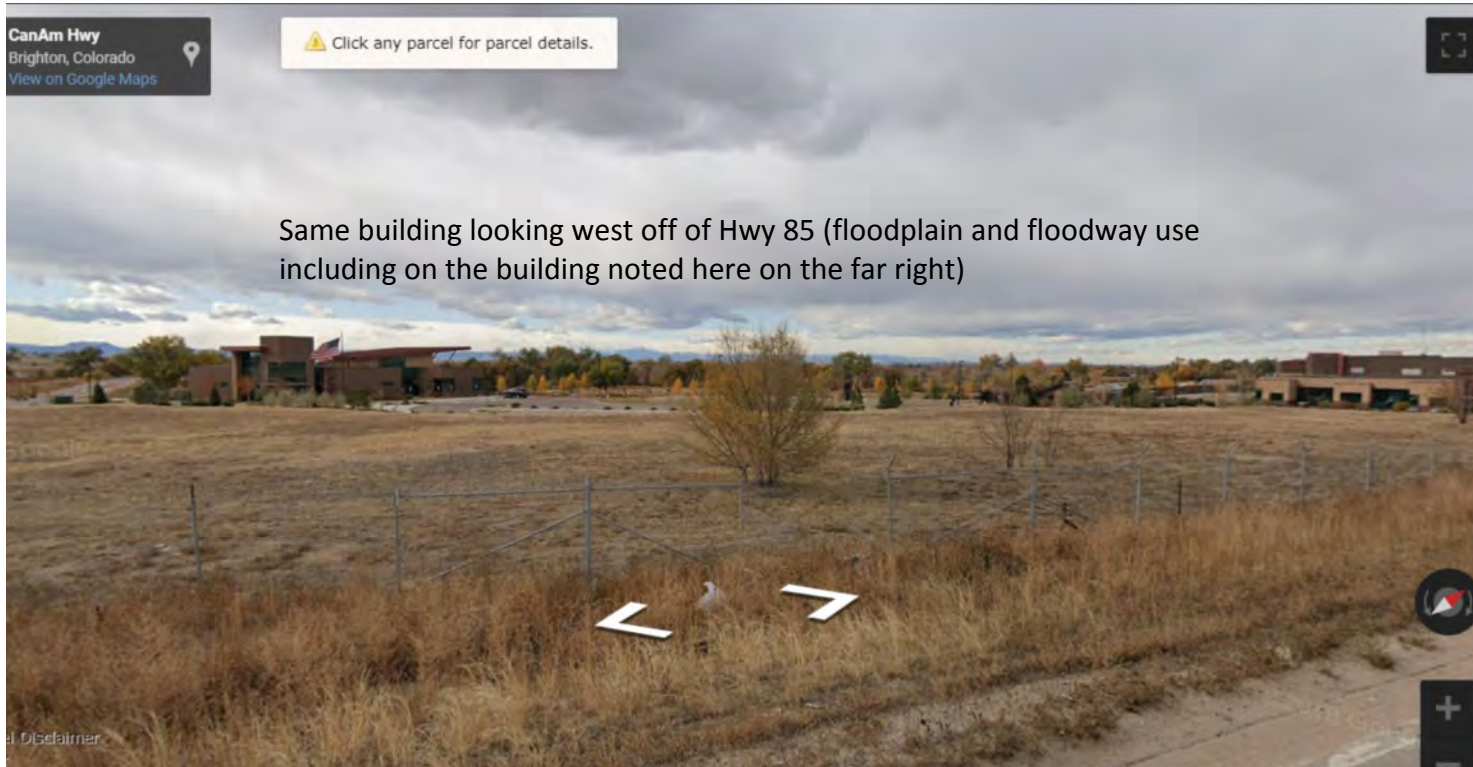 CanAm Hwy
Brighton, Colorado
View on Google Maps
Click any parcel for parcel details.
Same building looking west off of Hwy 85 (floodplain and floodway use
including on the building noted here on the far right)
Disclaimer